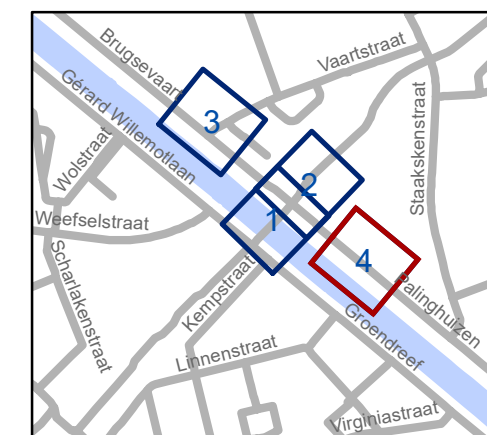 Brugsevaart
Vaartstraat
Gérard Willemotlaan
3
Staakskenstraat
Wolstraat
2
Weefselstraat
1
4
Scharlakenstraat
Kempstraat
Palinghuizen
Groendreef
Linnenstraat
Virginiastraat